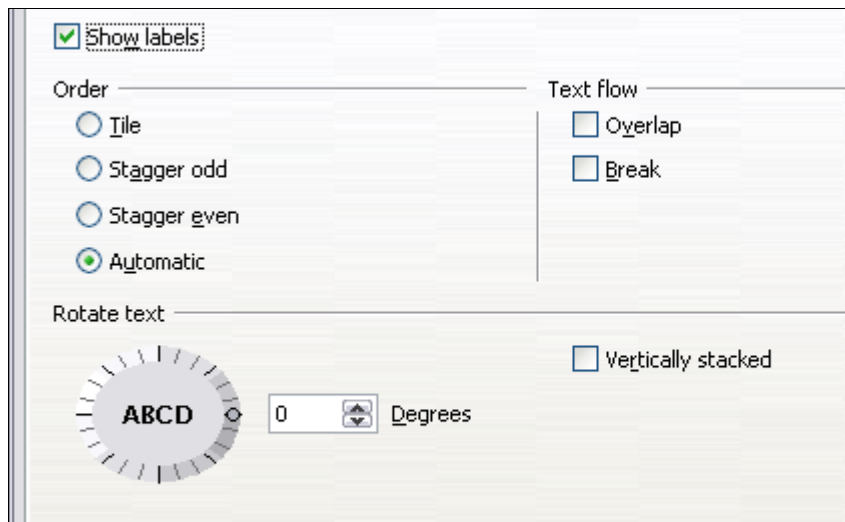 Show labels
Order
Tile
Stagger odd
Stagger even
Automatic
Text flow
Overlap
Break
Rotate text
ABCD
0
Degrees
Vertically stacked